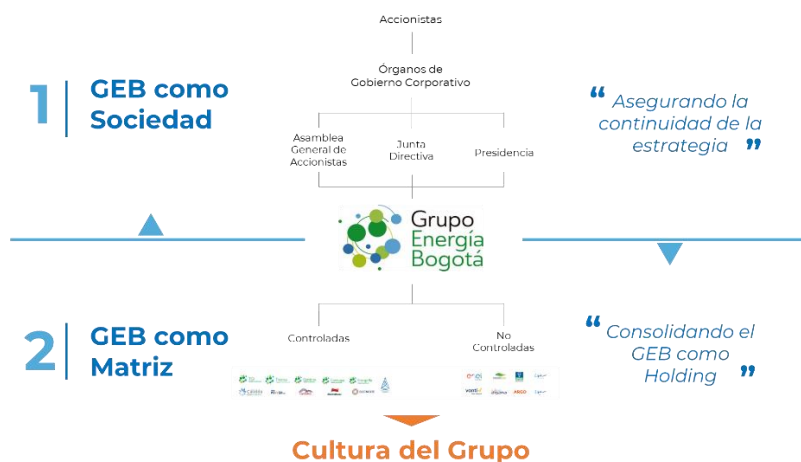 Accionistas
Órganos de
Gobierno Corporativo
1
GEB como
Sociedad
“ Asegurando la
continuidad de la
estrategia ”
Asamblea
General de
Accionistas
Junta
Directiva
Presidencia
Grupo
Energía
Bogotá
2
GEB como
Matriz
Controladas
No
Controladas
“ Consolidando el
GEB como
Holding ”
Cultura del Grupo